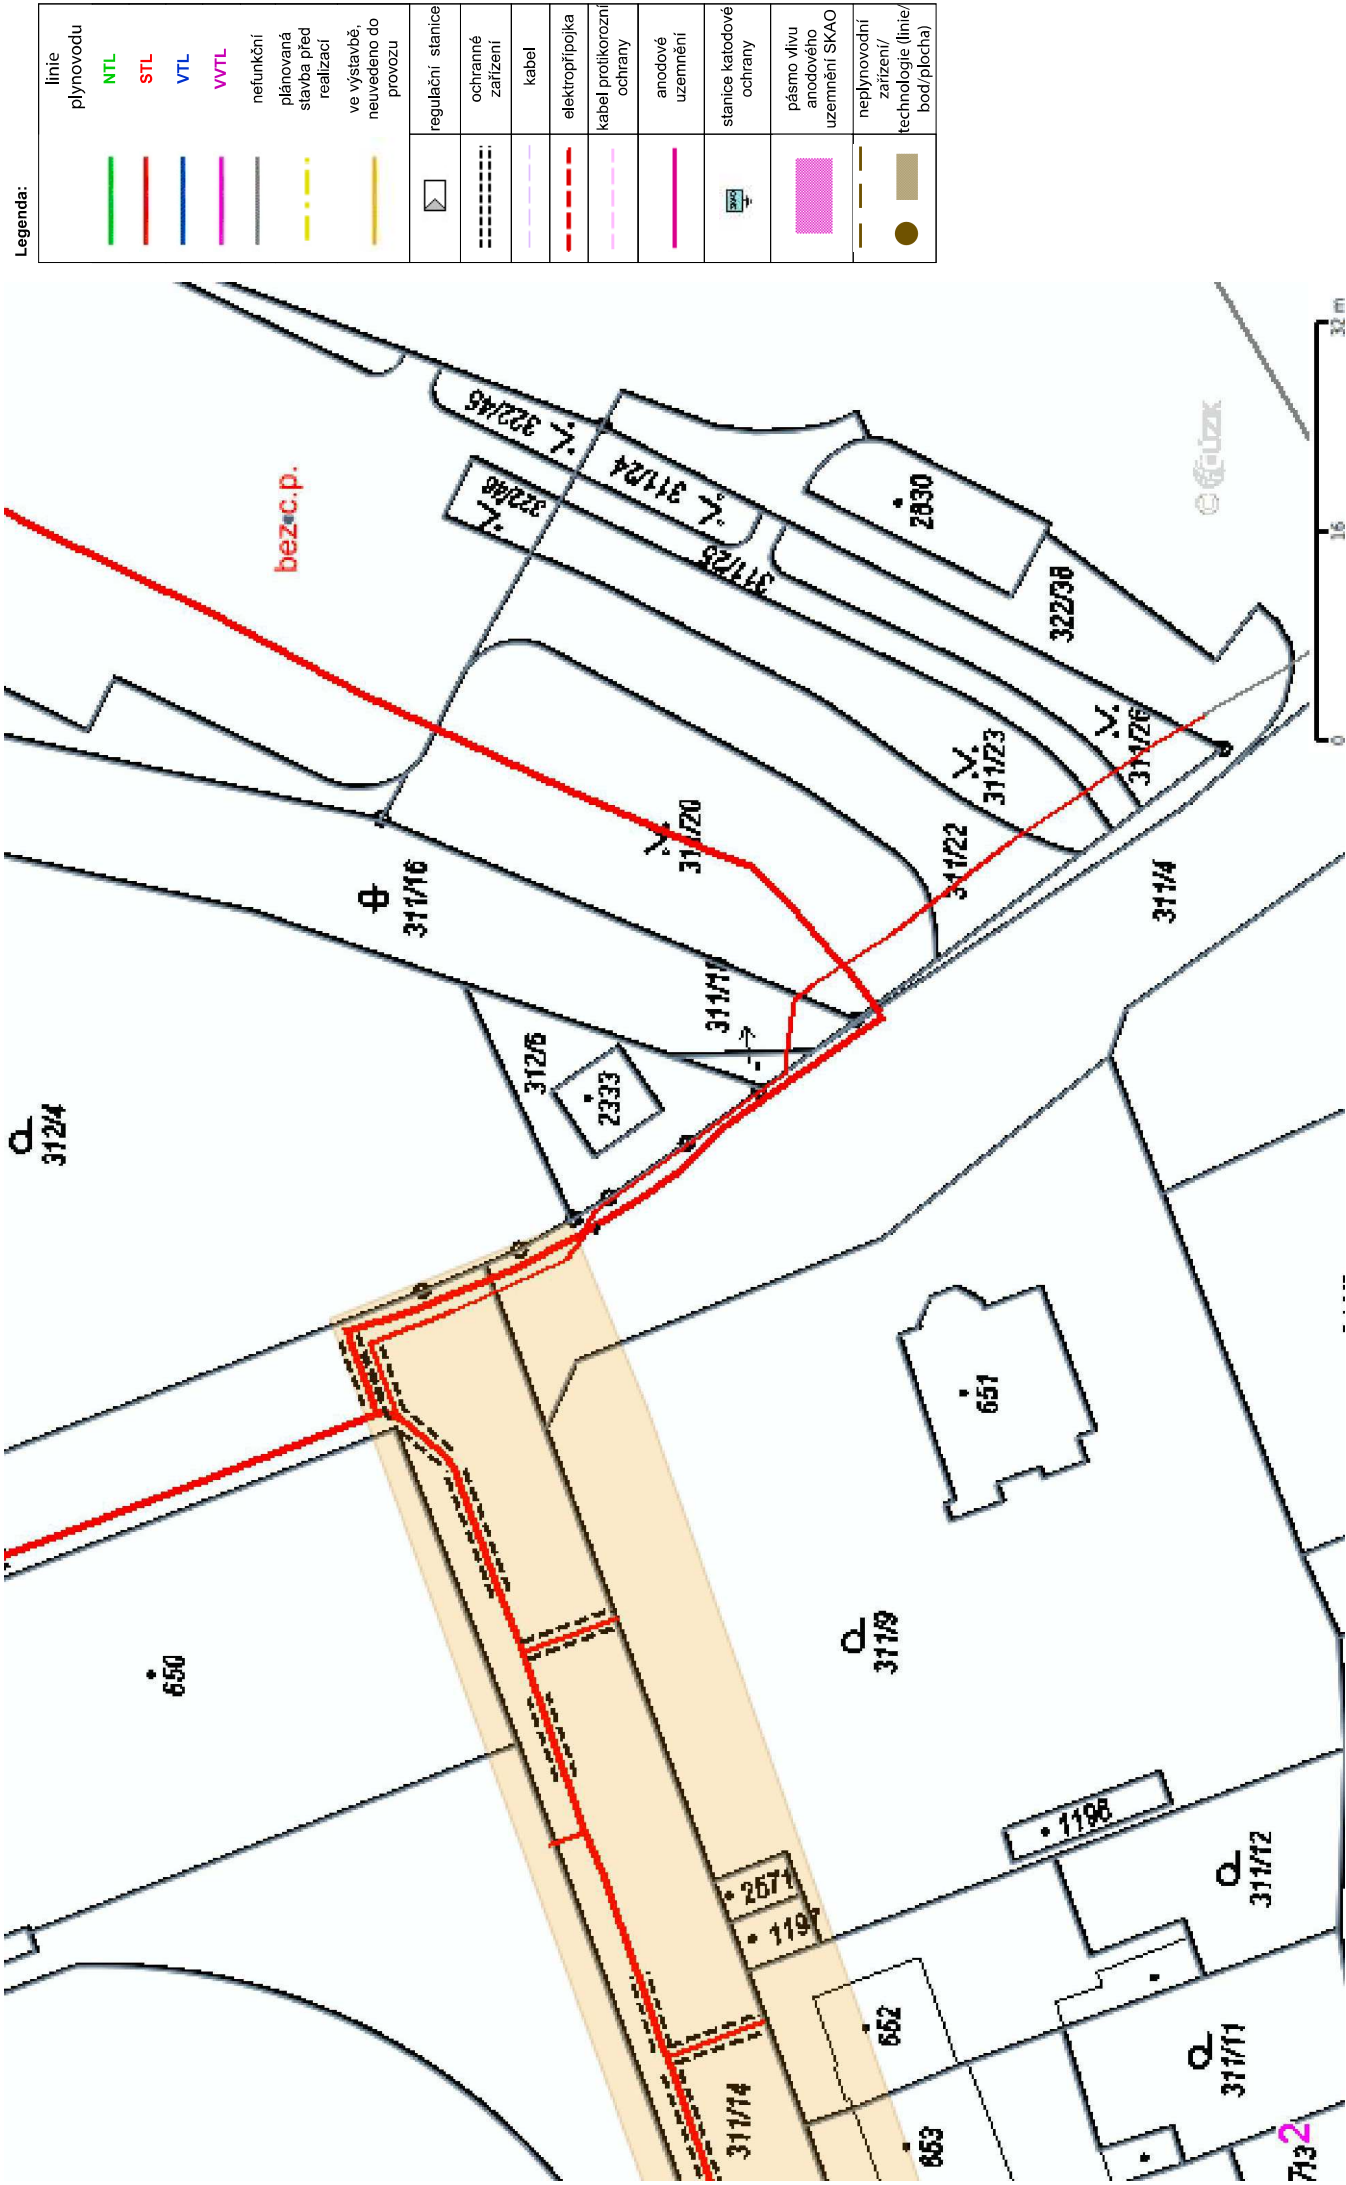 Legenda:
linie
plynovodu
NTL
STL
VTL
VVTL
nefunkční
plánovaná
stavba před
realizací
ve výstavbě,
neuvedeno do
provozu
regulační stanice
ochranné
zařízení
kabel
elektropřípojka
kabel protikorozní
ochrany
anodové
uzemnění
stanice katodové
ochrany
pásmo vlivu
anodového
uzemnění SKAO
neplynovodní
zařízení/
technologie (linie/
bod/plocha)
bez č.p.
322/45
322/46
311/24
311/25
2830
322/38
311/26
311/23
311/22
311/20
311/16
311/4
312/6
2333
312/4
650
651
311/9
1196
2571
1197
311/12
652
311/11
653
311/14
2
0
16
32 m
© ČÚZK